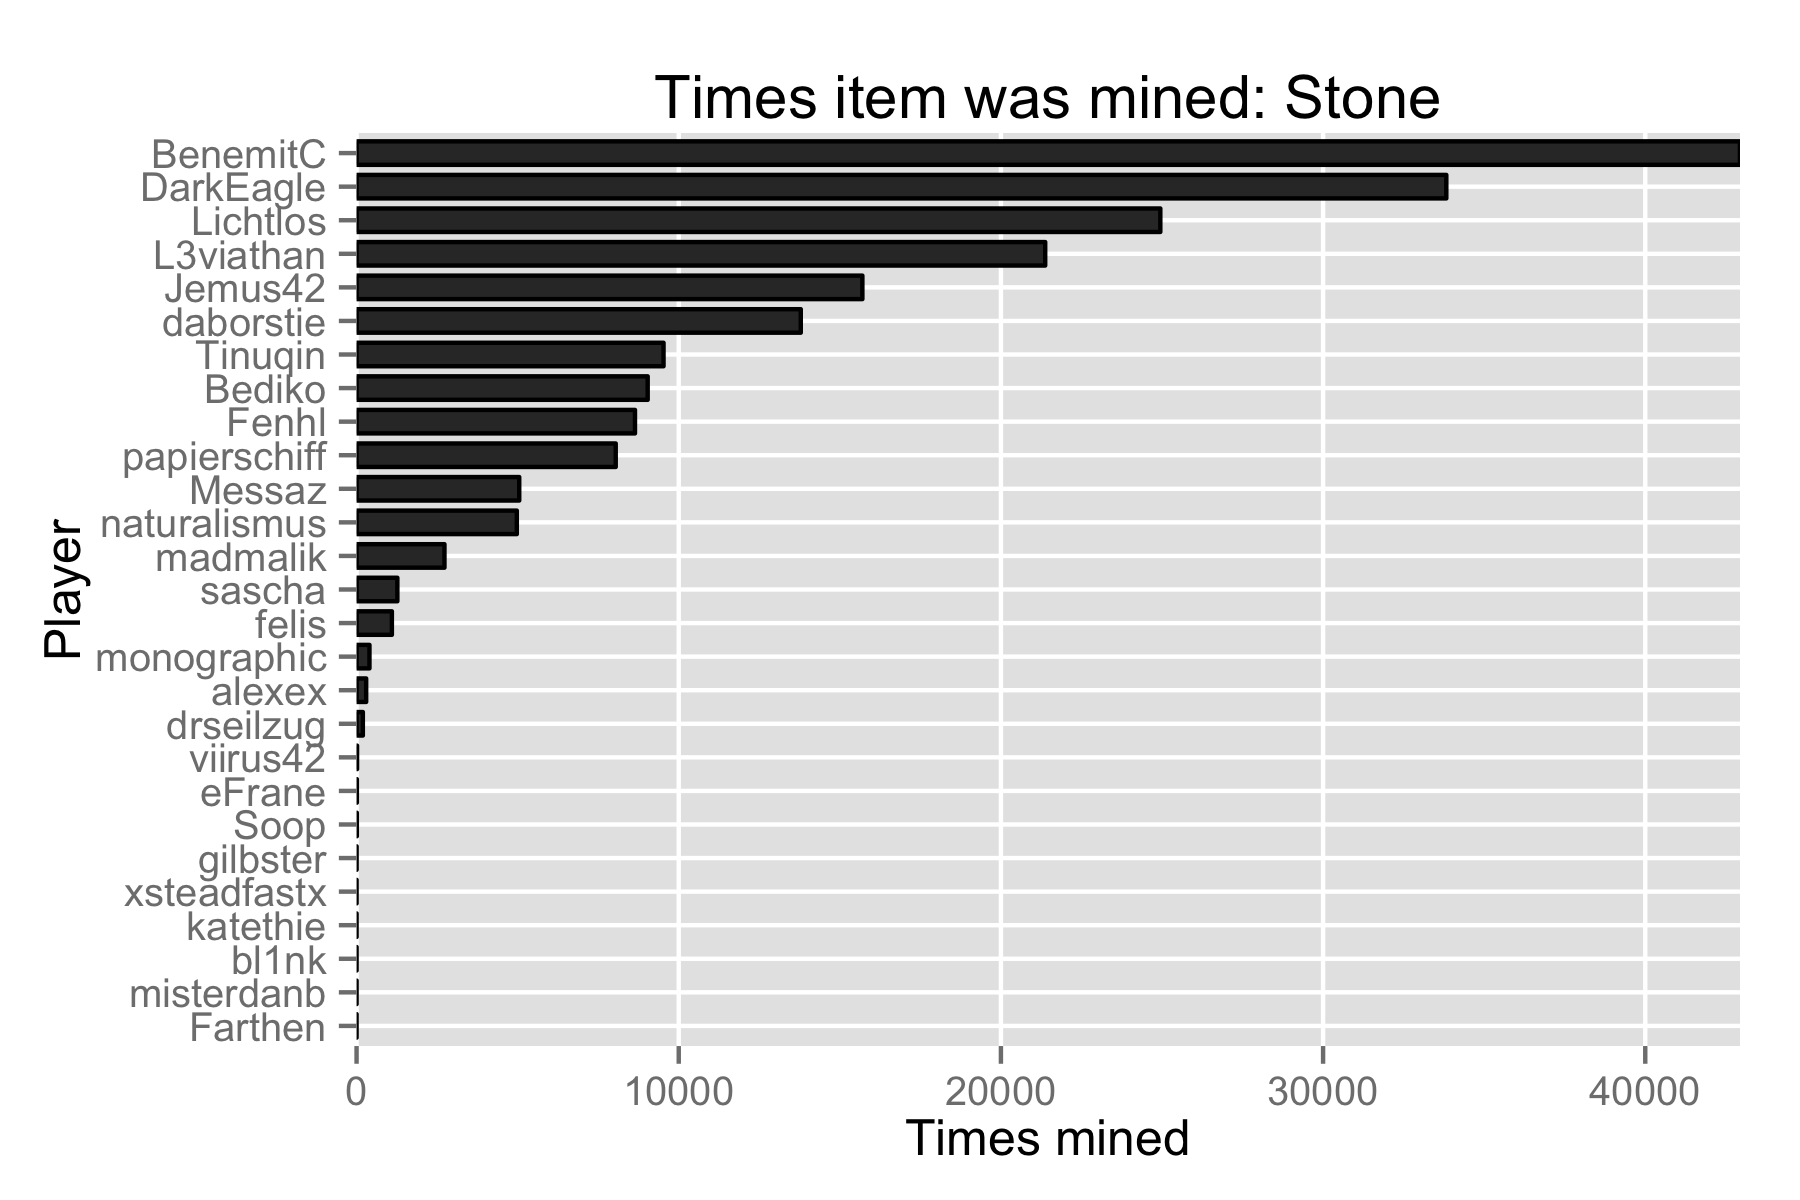 Times item was mined: Stone
BenemitC
DarkEagle
Lichtlos
L3viathan
Jemus42
daborstie
Tinuqin
Bediko
Fenhl
papierschiff
Messaz
naturalismus
madmalik
sascha
felis
monographic
alexex
drseilzug
viirus42
eFrane
Soop
gilbster
xsteadfastx
katethie
bl1nk
misterdanb
Farthen
Player
0 10000 20000 30000 40000
Times mined